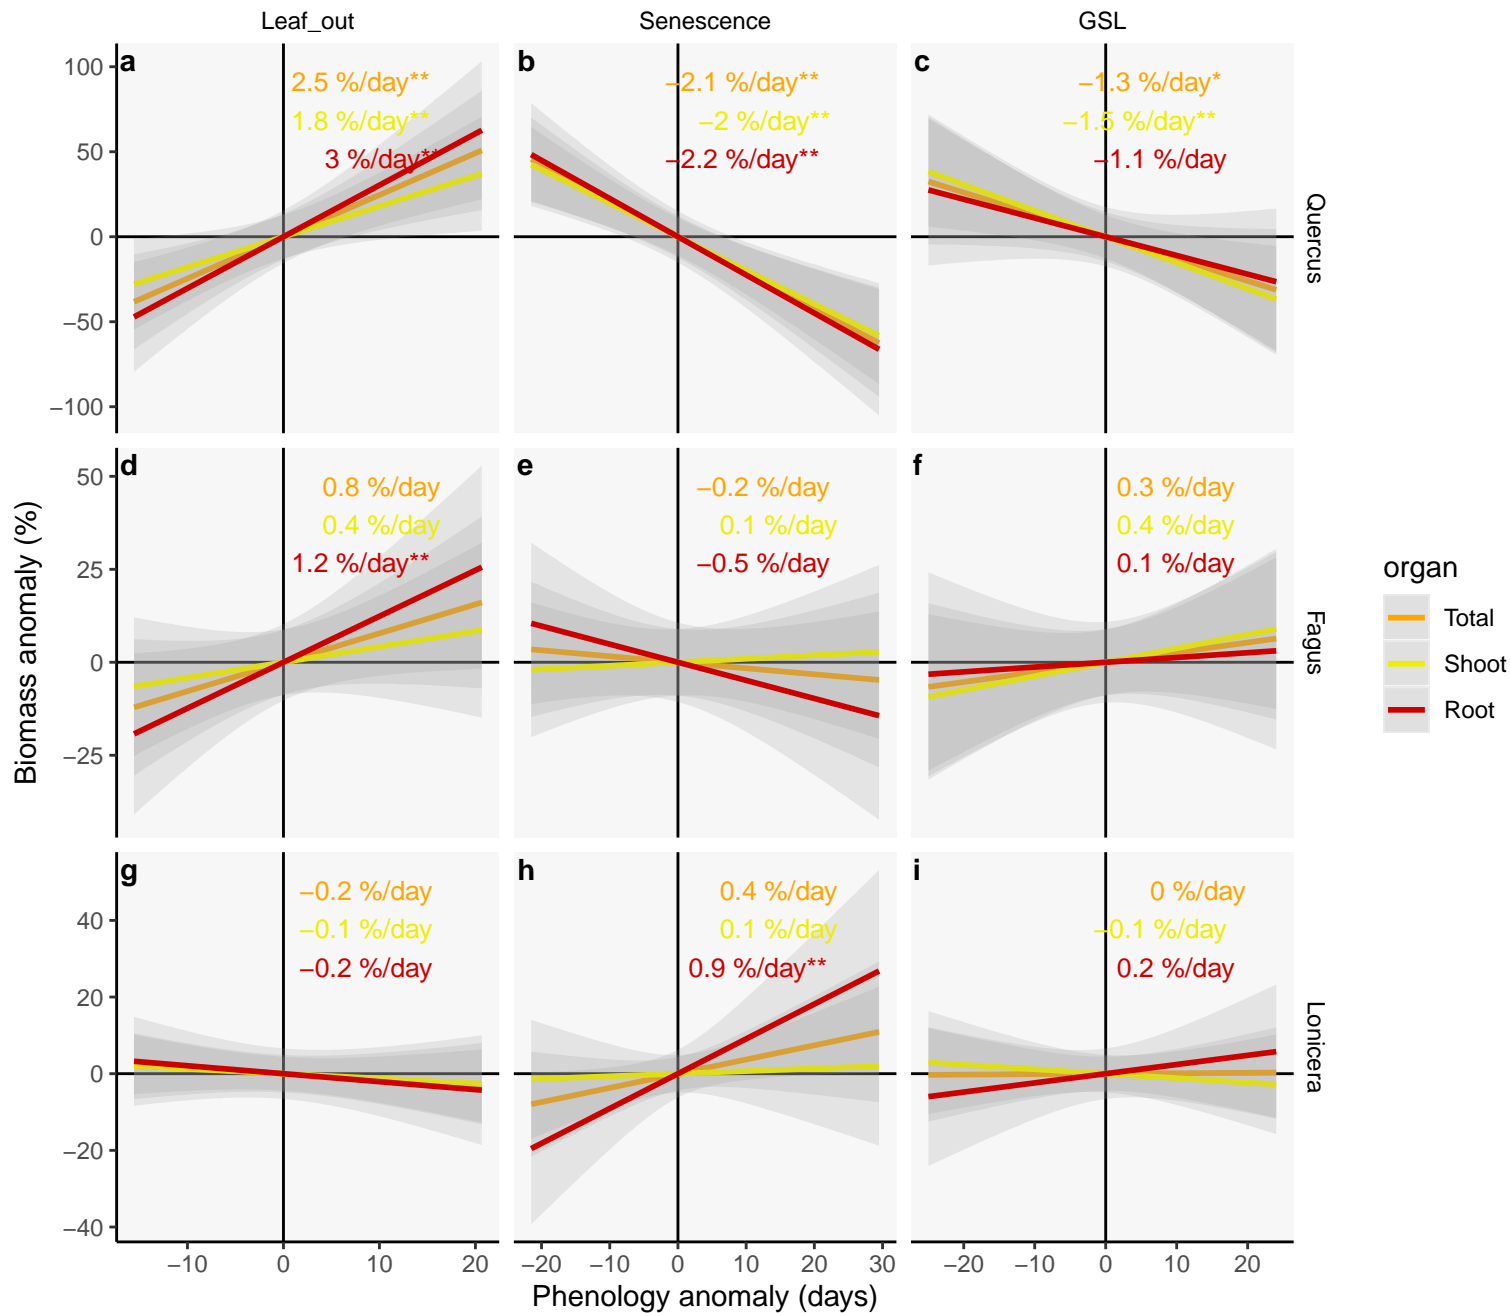 Leaf_out
Senescence
GSL
a
2.5 %/day**
1.8 %/day**
3 %/day**
b
−2.1 %/day**
−2 %/day**
−2.2 %/day**
c
−1.3 %/day*
−1.5 %/day**
−1.1 %/day
100
50
0
−50
−100
Quercus
d
0.8 %/day
0.4 %/day
1.2 %/day**
e
−0.2 %/day
0.1 %/day
−0.5 %/day
f
0.3 %/day
0.4 %/day
0.1 %/day
50
25
0
−25
Fagus
Biomass anomaly (%)
g
−0.2 %/day
−0.1 %/day
−0.2 %/day
h
0.4 %/day
0.1 %/day
0.9 %/day**
i
0 %/day
−0.1 %/day
0.2 %/day
40
20
0
−20
−40
Lonicera
−10 0 10 20
−20 −10 0 10 20 30
−20 −10 0 10 20
Phenology anomaly (days)
organ
Total
Shoot
Root